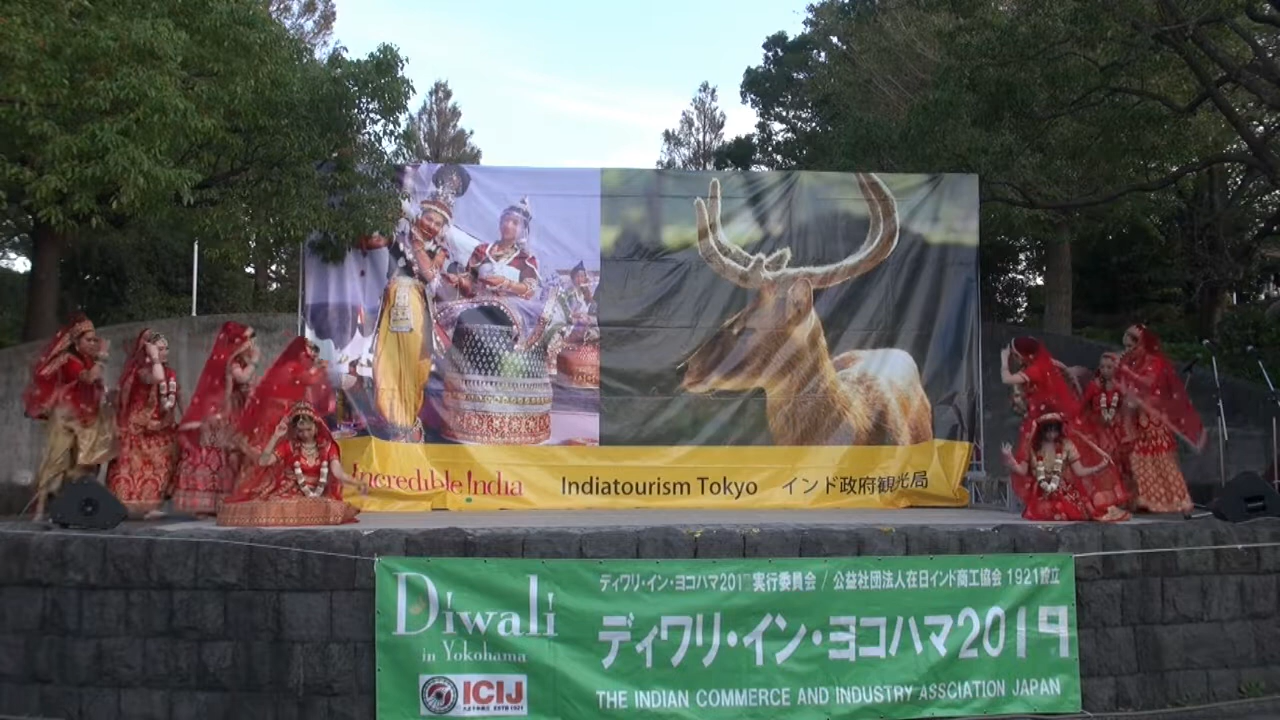 Incredible India
Indiatourism Tokyo インド政府観光局
Diwali
in Yokohama
ICIJ
ディワリ・イン・ヨコハマ201 実行委員会 / 公益社団法人在日インド商工協会 1921設立
ディワリ・イン・ヨコハマ2019
THE INDIAN COMMERCE AND INDUSTRY ASSCIATION JAPAN